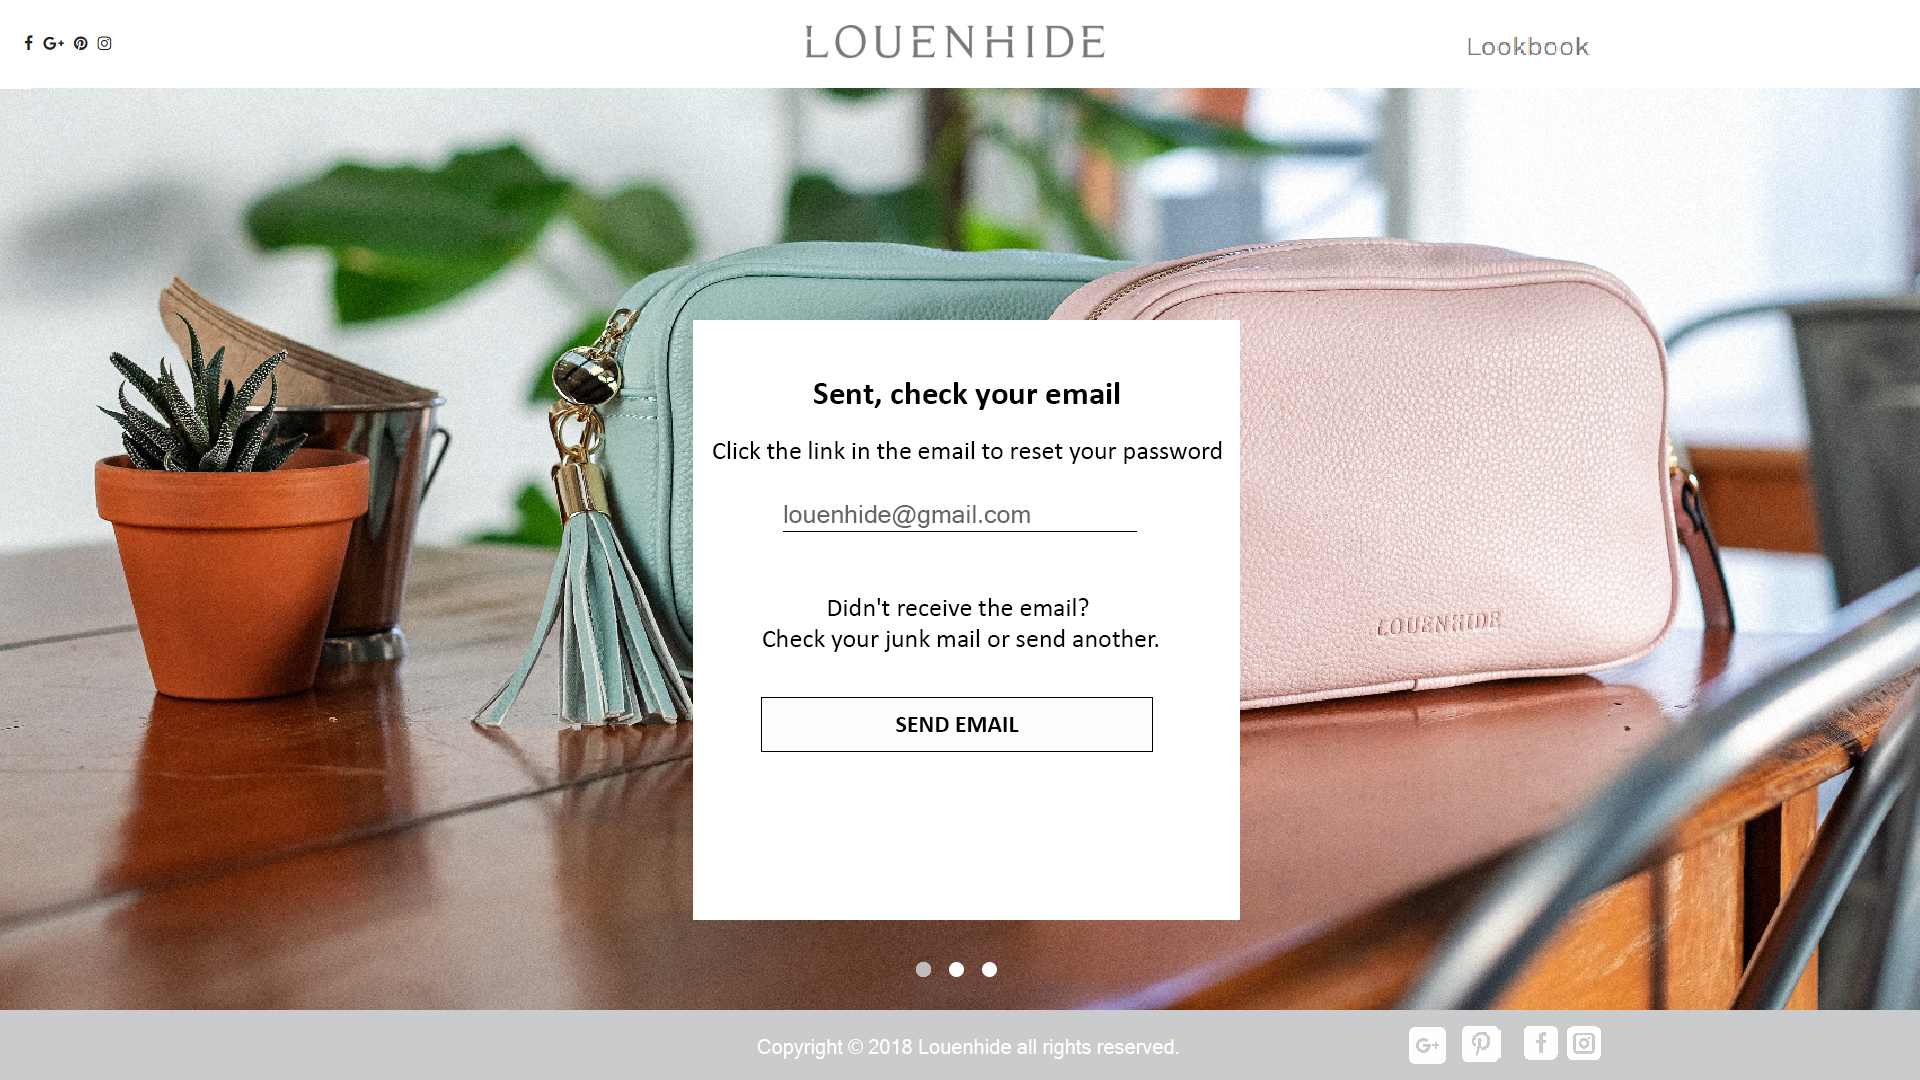 LOUENHIDE
Lookbook
Sent, check your email
Click the link in the email to reset your password
louenhide@gmail.com
LOUENHIDE
Didn't receive the email?
Check your junk mail or send another.
SEND EMAIL
Copyright © 2018 Louenhide all rights reserved.